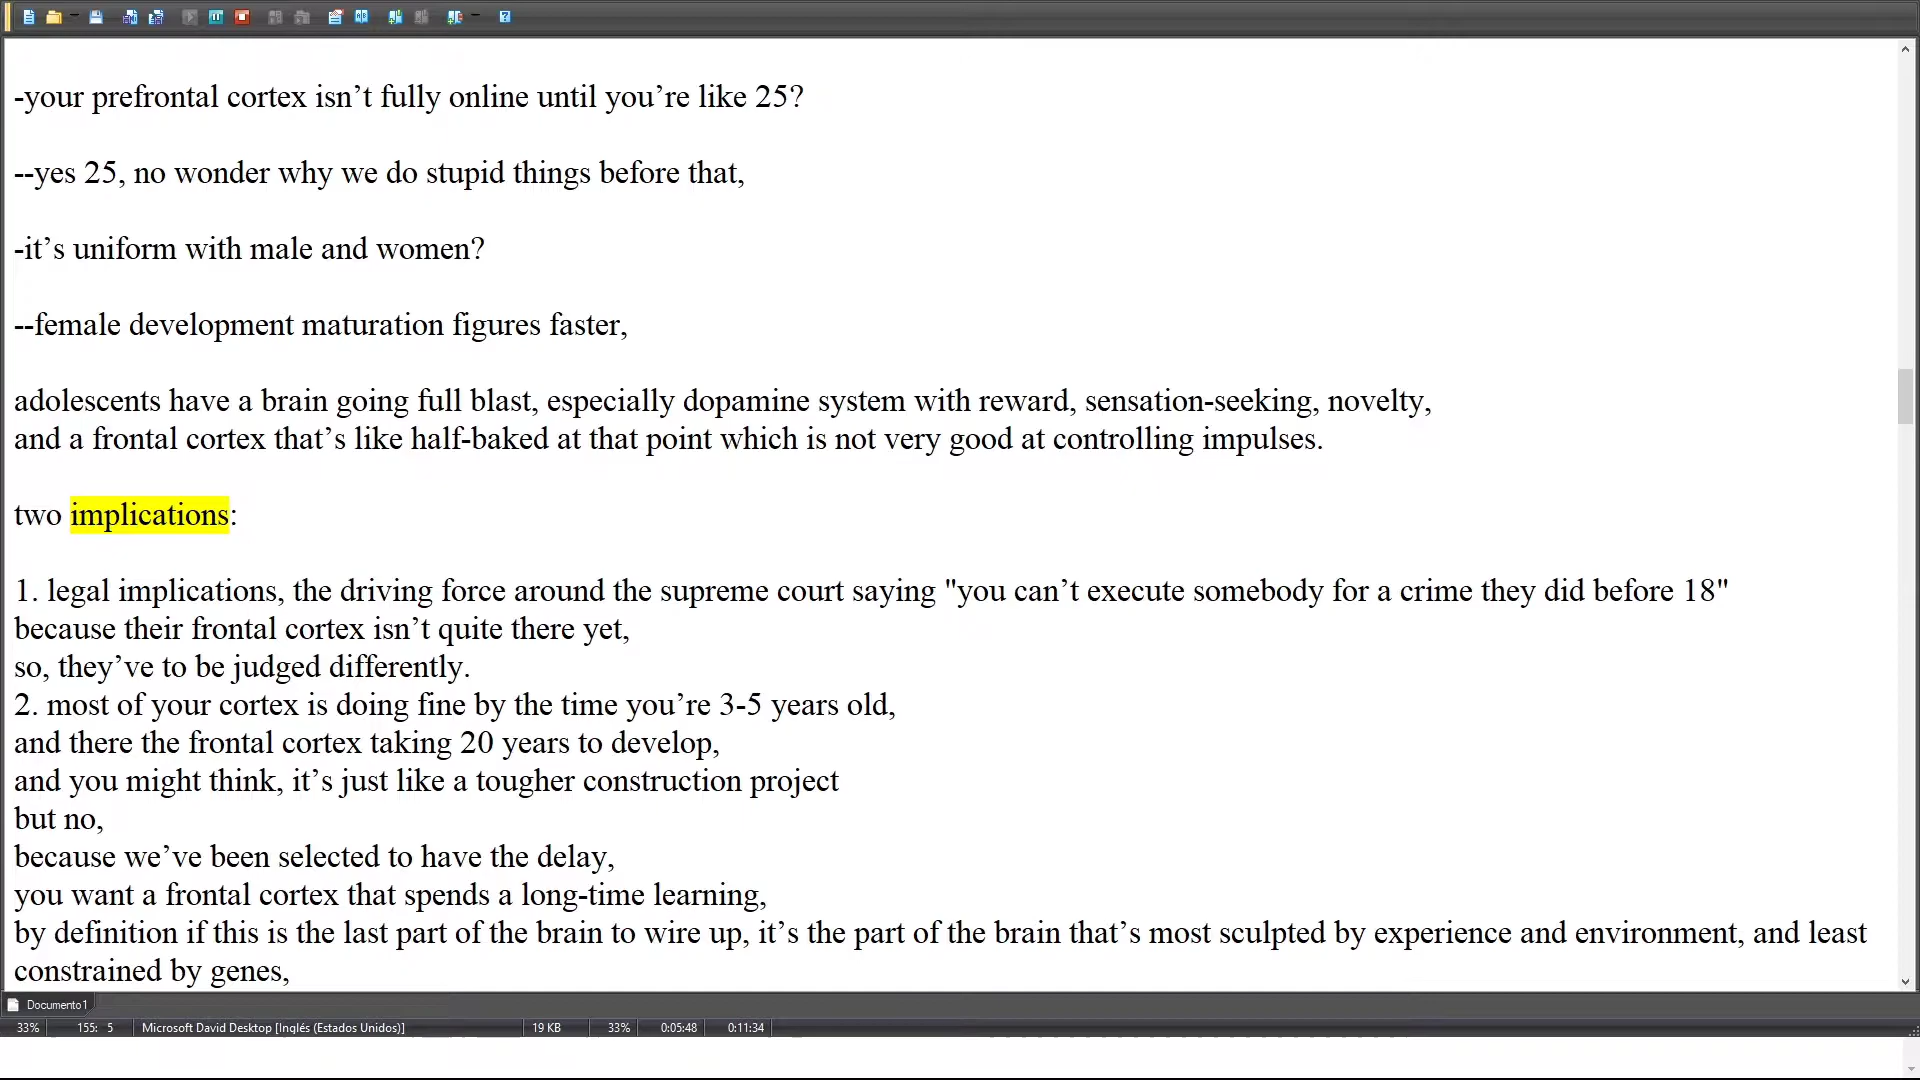 -your prefrontal cortex isn’t fully online until you’re like 25?
--yes 25, no wonder why we do stupid things before that,
-it’s uniform with male and women?
--female development maturation figures faster,
adolescents have a brain going full blast, especially dopamine system with reward, sensation-seeking, novelty,
and a frontal cortex that’s like half-baked at that point which is not very good at controlling impulses.
two implications:
1. legal implications, the driving force around the supreme court saying "you can’t execute somebody for a crime they did before 18"
because their frontal cortex isn’t quite there yet,
so, they’ve to be judged differently.
2. most of your cortex is doing fine by the time you’re 3-5 years old,
and there the frontal cortex taking 20 years to develop,
and you might think, it’s just like a tougher construction project
but no,
because we’ve been selected to have the delay,
you want a frontal cortex that spends a long-time learning,
by definition if this is the last part of the brain to wire up, it’s the part of the brain that’s most sculpted by experience and environment, and least
constrained by genes,
Documento1
33% 155: 5 Microsoft David Desktop [Inglés (Estados Unidos)] 19 KB 33% 0:05:48 0:11:34